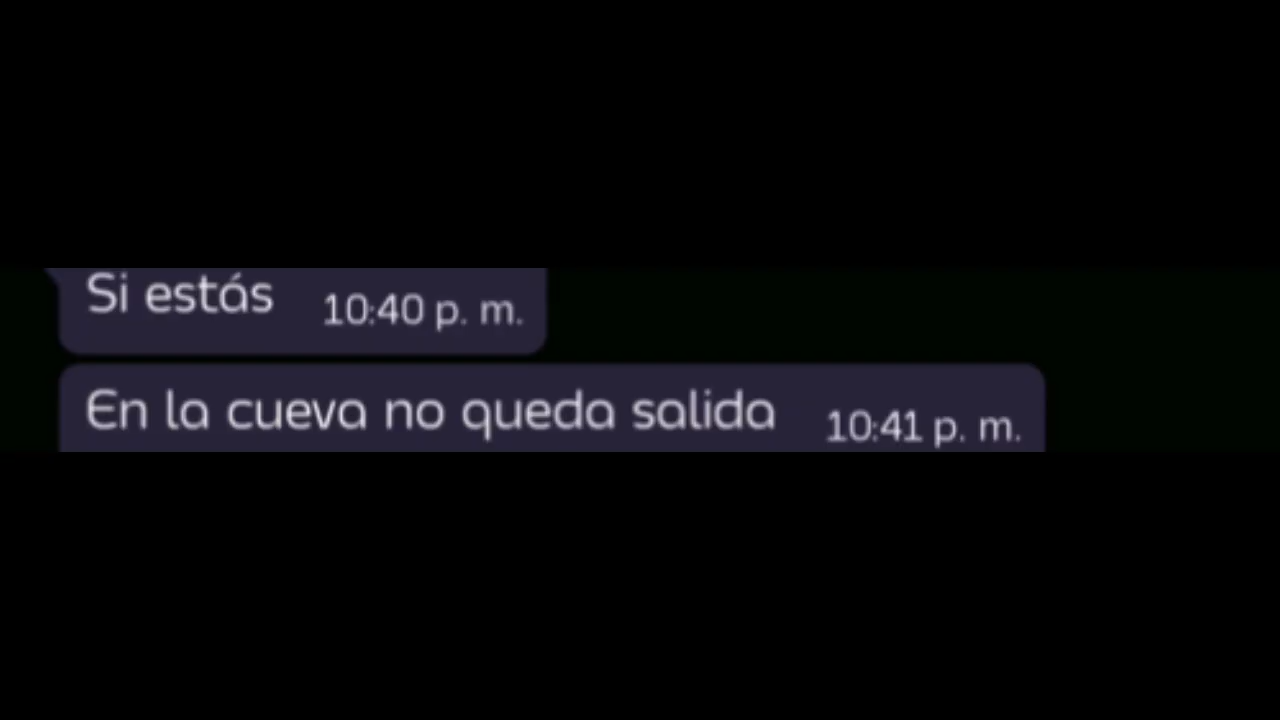 Si estás 10:40 p. m.
En la cueva no queda salida 10:41 p. m.